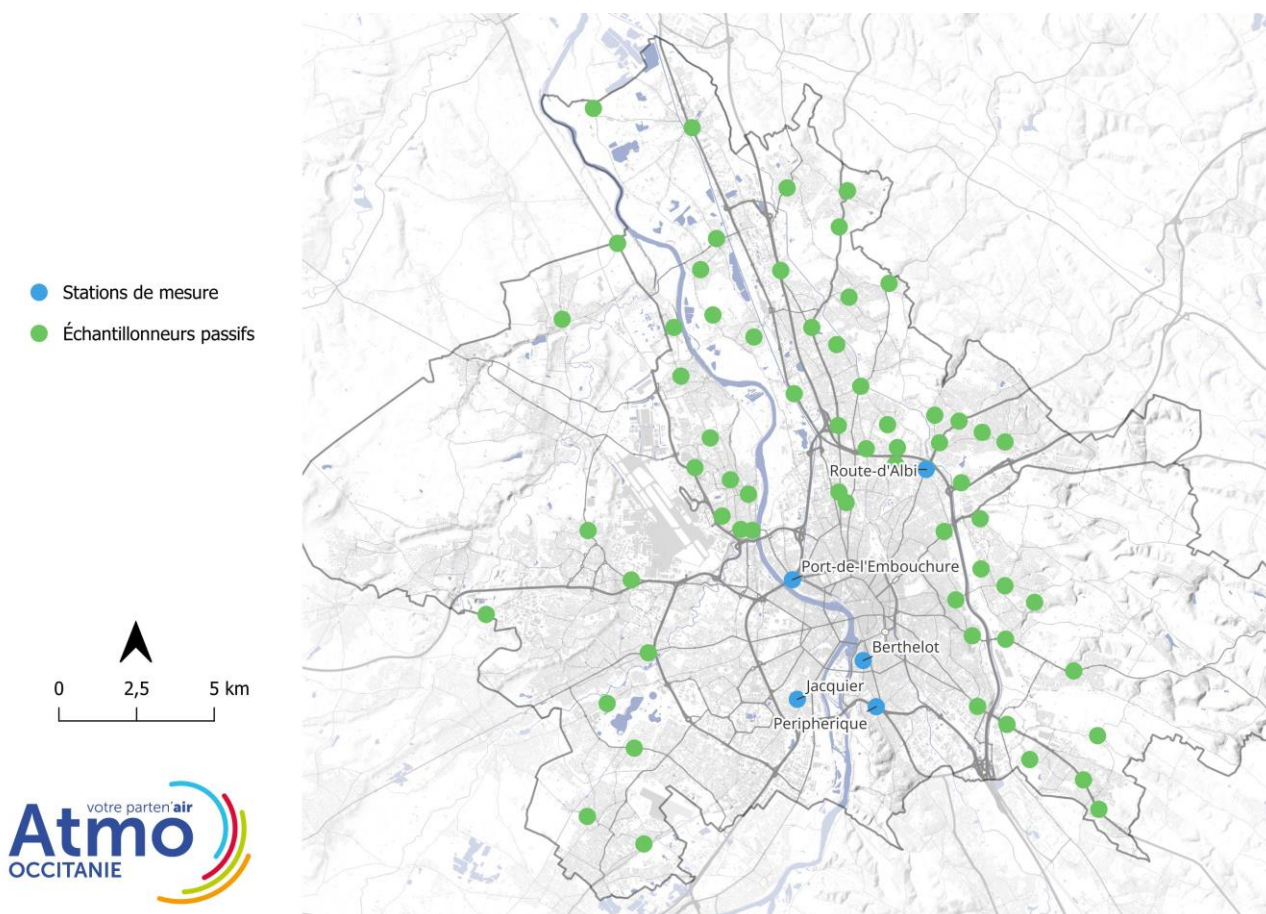 Stations de mesure
Échantillonneurs passifs
Route-d'Albi
Port-de-l'Embouchure
Berthelot
Jacquier
Peripherique
0 2,5 5 km
votre parten'air
Atmo
OCCITANIE